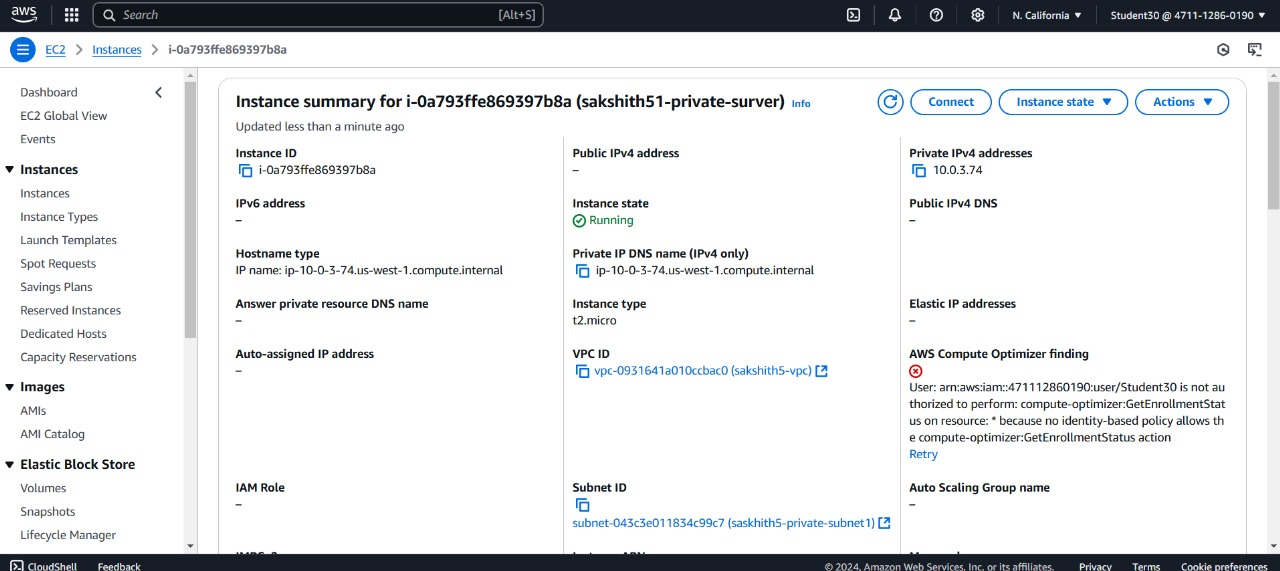 aws
Search
[Alt+S]
N. California
Student30 @ 4711-1286-0190
EC2
Instances
i-0a793ffe869397b8a
Dashboard
EC2 Global View
Events
Instances
Instances
Instance Types
Launch Templates
Spot Requests
Savings Plans
Reserved Instances
Dedicated Hosts
Capacity Reservations
Images
AMIs
AMI Catalog
Elastic Block Store
Volumes
Snapshots
Lifecycle Manager
Instance summary for i-0a793ffe869397b8a (sakshith51-private-surver) Info
Updated less than a minute ago
Connect
Instance state
Actions
Instance ID
i-0a793ffe869397b8a
Public IPv4 address
–
Private IPv4 addresses
10.0.3.74
IPv6 address
–
Instance state
Running
Public IPv4 DNS
–
Hostname type
IP name: ip-10-0-3-74.us-west-1.compute.internal
Private IP DNS name (IPv4 only)
ip-10-0-3-74.us-west-1.compute.internal
Answer private resource DNS name
–
Instance type
t2.micro
Elastic IP addresses
–
Auto-assigned IP address
–
VPC ID
vpc-0931641a010ccbac0 (sakshith5-vpc)
AWS Compute Optimizer finding
User: arn:aws:iam::471112860190:user/Student30 is not au
thorized to perform: compute-optimizer:GetEnrollmentStat
us on resource: * because no identity-based policy allows th
e compute-optimizer:GetEnrollmentStatus action
Retry
IAM Role
–
Subnet ID
subnet-043c3e011834c99c7 (saskhith5-private-subnet1)
Auto Scaling Group name
–
CloudShell
Feedback
© 2024, Amazon Web Services, Inc. or its affiliates.
Privacy
Terms
Cookie preferences